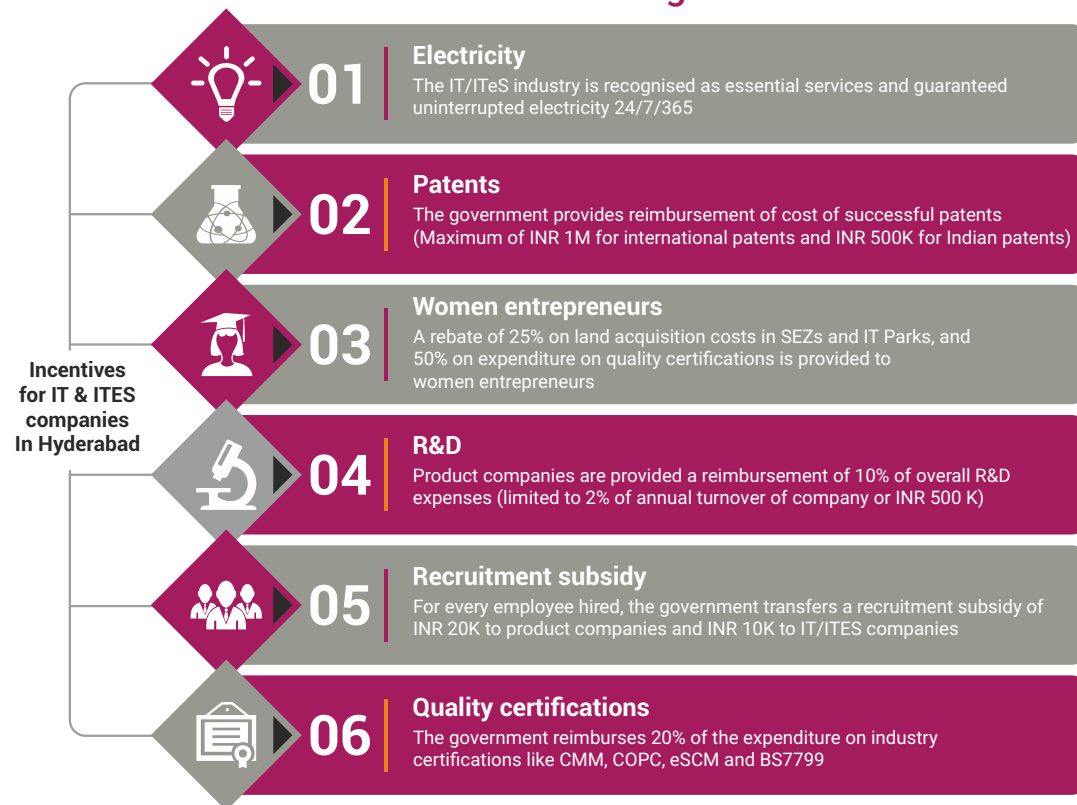 01
Electricity
The IT/ITeS industry is recognised as essential services and guaranteed
uninterrupted electricity 24/7/365
02
Patents
The government provides reimbursement of cost of successful patents
(Maximum of INR 1M for international patents and INR 500K for Indian patents)
03
Women entrepreneurs
A rebate of 25% on land acquisition costs in SEZs and IT Parks, and
50% on expenditure on quality certifications is provided to
women entrepreneurs
Incentives
for IT & ITES
companies
In Hyderabad
04
R&D
Product companies are provided a reimbursement of 10% of overall R&D
expenses (limited to 2% of annual turnover of company or INR 500 K)
05
Recruitment subsidy
For every employee hired, the government transfers a recruitment subsidy of
INR 20K to product companies and INR 10K to IT/ITES companies
06
Quality certifications
The government reimburses 20% of the expenditure on industry
certifications like CMM, COPC, eSCM and BS7799